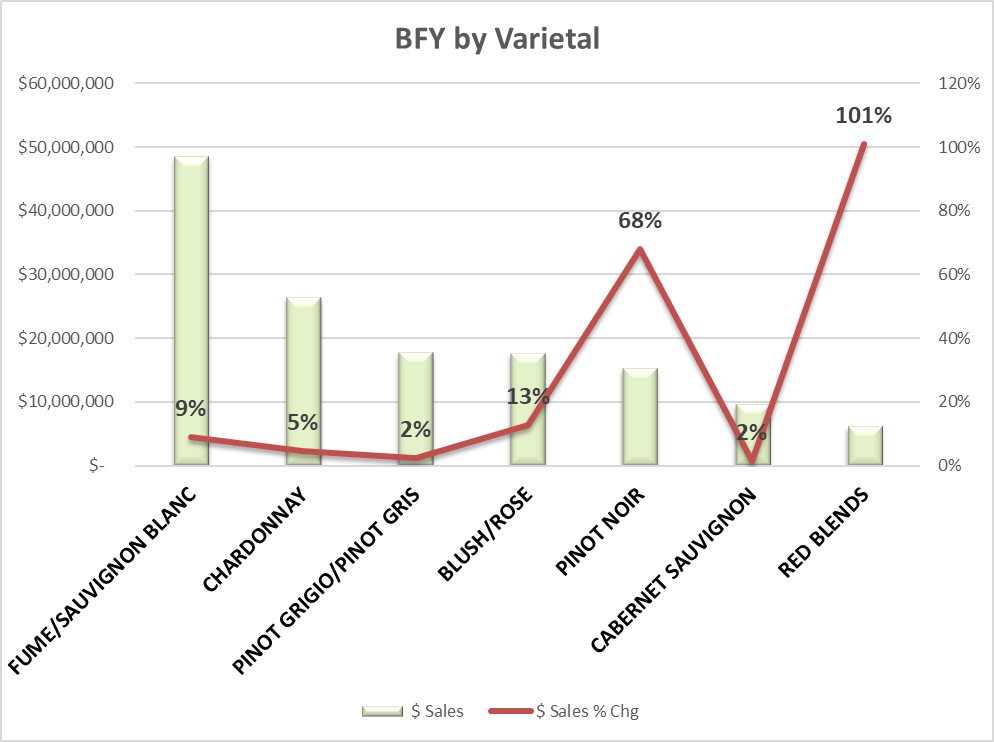 BFY by Varietal
$60,000,000
$50,000,000
$40,000,000
$30,000,000
$20,000,000
$10,000,000
$-
120%
100%
80%
60%
40%
20%
0%
9%
5%
2%
13%
68%
2%
101%
FUME/SAUVIGNON BLANC
CHARDONNAY
PINOT GRIGIO/PINOT GRIS
BLUSH/ROSE
PINOT NOIR
CABERNET SAUVIGNON
RED BLENDS
$ Sales
$ Sales % Chg